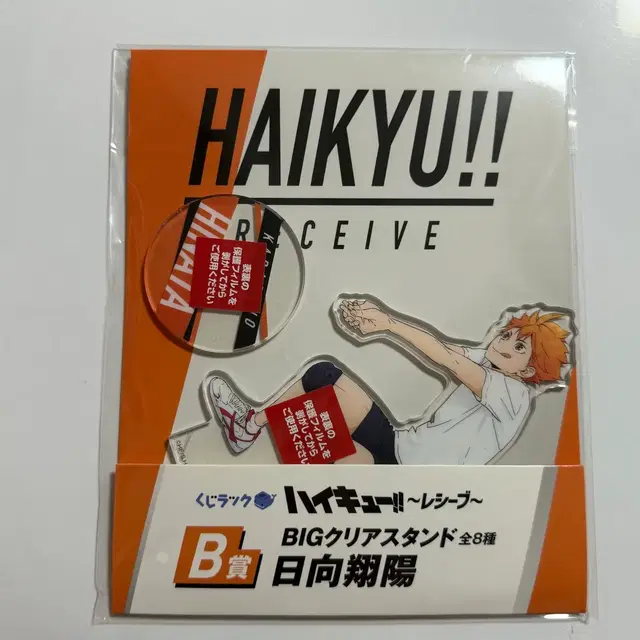 HAIKYU!!
RECEIVE
HINATA
表裏の
保護フィルムを
剥がしてから
ご使用ください
表裏の
保護フィルムを
剥がしてから
ご使用ください
くじラック
ハイキュー!!～レシーブ～
B賞
BIGクリアスタンド 全8種
日向翔陽